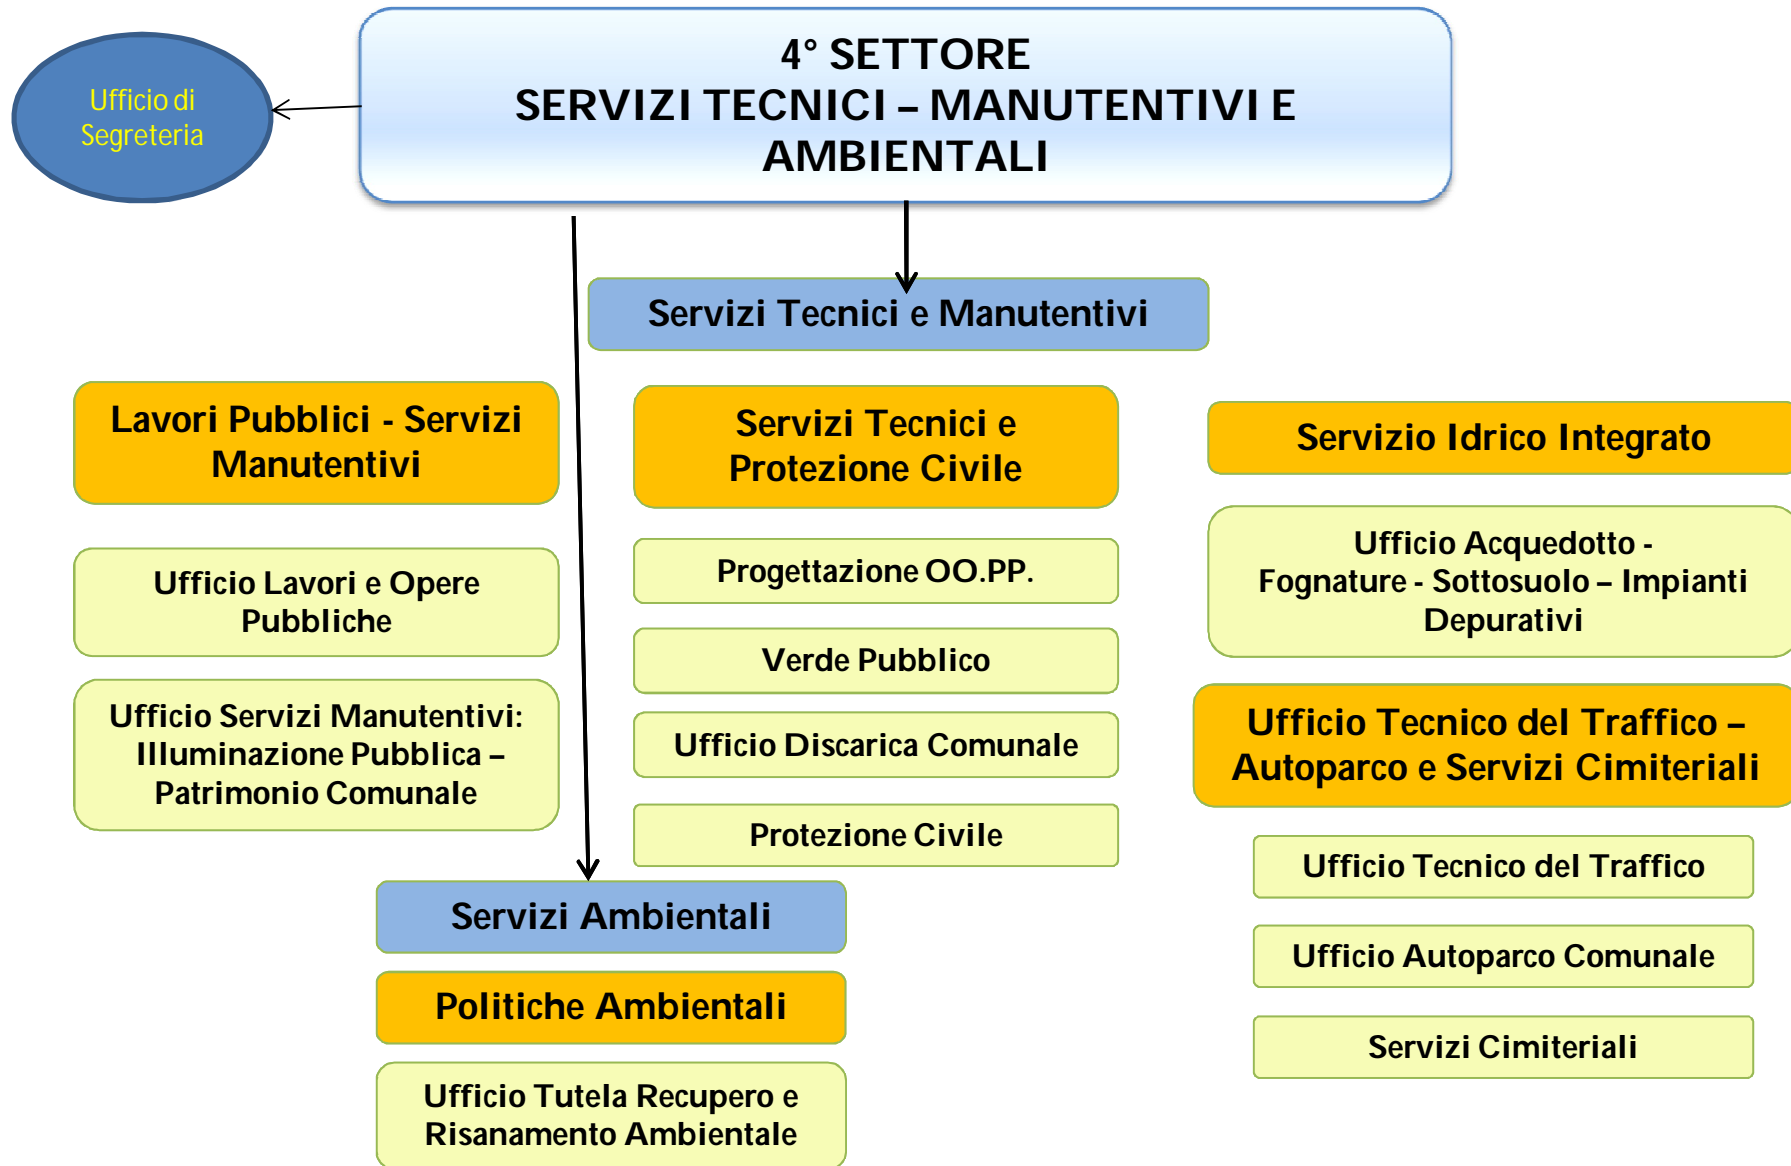 4° SETTORE
SERVIZI TECNICI – MANUTENTIVI E
AMBIENTALI
Ufficio di
Segreteria
Servizi Tecnici e Manutentivi
Lavori Pubblici - Servizi
Manutentivi
Ufficio Lavori e Opere
Pubbliche
Ufficio Servizi Manutentivi:
Illuminazione Pubblica –
Patrimonio Comunale
Servizi Tecnici e
Protezione Civile
Progettazione OO.PP.
Verde Pubblico
Ufficio Discarica Comunale
Protezione Civile
Servizio Idrico Integrato
Ufficio Acquedotto -
Fognature - Sottosuolo – Impianti
Depurativi
Ufficio Tecnico del Traffico –
Autoparco e Servizi Cimiteriali
Ufficio Tecnico del Traffico
Ufficio Autoparco Comunale
Servizi Cimiteriali
Servizi Ambientali
Politiche Ambientali
Ufficio Tutela Recupero e
Risanamento Ambientale